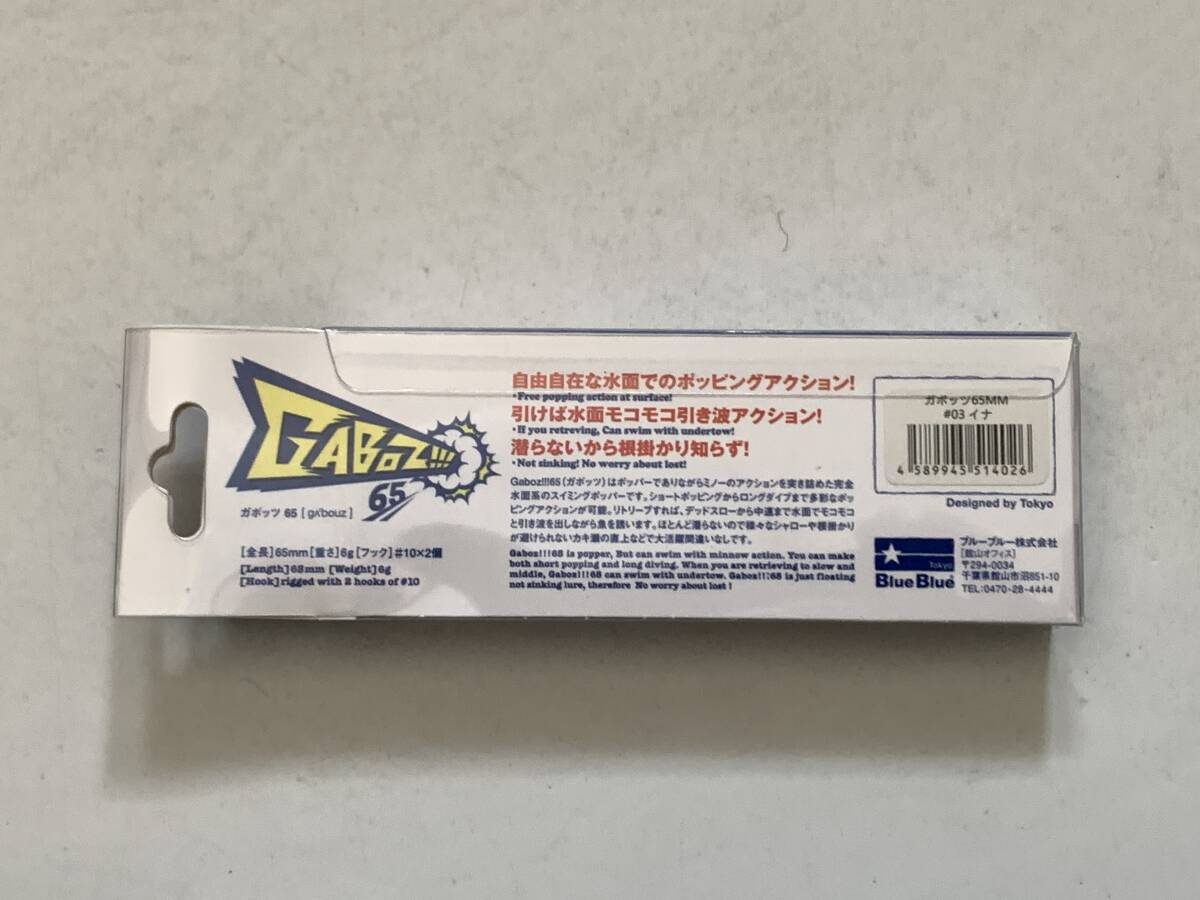 GABOZ!!!
65
ガボッツ 65 [ gʌ́bouz ]
[全長]65mm[重さ]6g[フック]#10×2個
[Length]65mm [Weight]6g
[Hook]rigged with 2 hooks of #10
自由自在な水面でのポッピングアクション!
・Free popping action at surface!
引けば水面モコモコ引き波アクション!
・If you retreving, Can swim with undertow!
潜らないから根掛かり知らず!
・Not sinking! No worry about lost!
Gaboz!!!65(ガボッツ)はポッパーでありながらミノーのアクションを突き詰めた完全
水面系のスイミングポッパーです。ショートポッピングからロングダイブまで多彩なポッ
ピングアクションが可能。リトリーブすれば、デッドスローから中速まで水面でモコモコ
と引き波を出しながら魚を誘います。ほとんど潜らないので様々なシャローや根掛かり
が避けられないカキ瀬の直上などで大活躍間違いなしです。
Gaboz!!!65 is popper, But can swim with minnow action. You can make
both short popping and long diving. When you are retrieving to slow and
middle, Gaboz!!!65 can swim with undertow. Gaboz!!!65 is just floating
not sinking lure, therefore No worry about lost !
ガボッツ65MM
#03 イナ
4 589945 514026
Designed by Tokyo
Tokyo
BlueBlue
ブルーブルー株式会社
[館山オフィス]
〒294-0034
千葉県館山市沼851-10
TEL:0470-28-4444